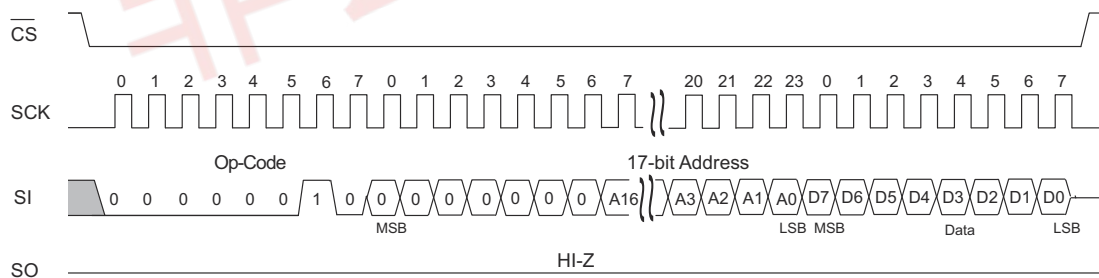 CS
0 1 2 3 4 5 6 7 0 1 2 3 4 5 6 7 20 21 22 23 0 1 2 3 4 5 6 7
SCK
Op-Code 17-bit Address
SI 0 0 0 0 0 0 1 0 0 0 0 0 0 0 0 A16 A3 A2 A1 A0 D7 D6 D5 D4 D3 D2 D1 D0
MSB LSB MSB Data LSB
HI-Z
SO